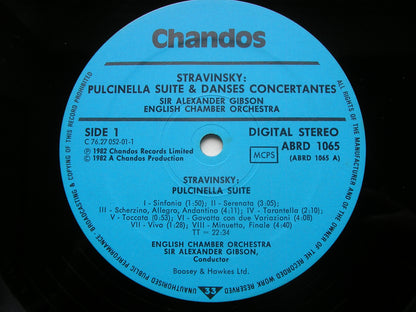 Chandos
STRAVINSKY:
PULCINELLA SUITE & DANSES CONCERTANTES
SIR ALEXANDER GIBSON
ENGLISH CHAMBER ORCHESTRA
SIDE 1
C 76.27 052-01-1
℗ 1982 Chandos Records Limited
© 1982 A Chandos Production
MCPS
DIGITAL STEREO
ABRD 1065
(ABRD 1065 A)
STRAVINSKY:
PULCINELLA SUITE
I - Sinfonia (1:50); II - Serenata (3:05);
III - Scherzino, Allegro, Andantino (4:11); IV - Tarantella (2:10);
V - Toccata (0:53); VI - Gavotta con due Variazioni (4:08);
VII - Vivo (1:28); VIII - Minuetto, Finale (4:40)
TT = 22:34
ENGLISH CHAMBER ORCHESTRA
SIR ALEXANDER GIBSON,
Conductor
Boosey & Hawkes Ltd.
33
ALL RIGHTS OF THE MANUFACTURER AND OF THE OWNER OF THE RECORDED WORK RESERVED UNAUTHORISED PUBLIC PERFORMANCE, BROADCASTING & COPYING OF THIS RECORD PROHIBITED